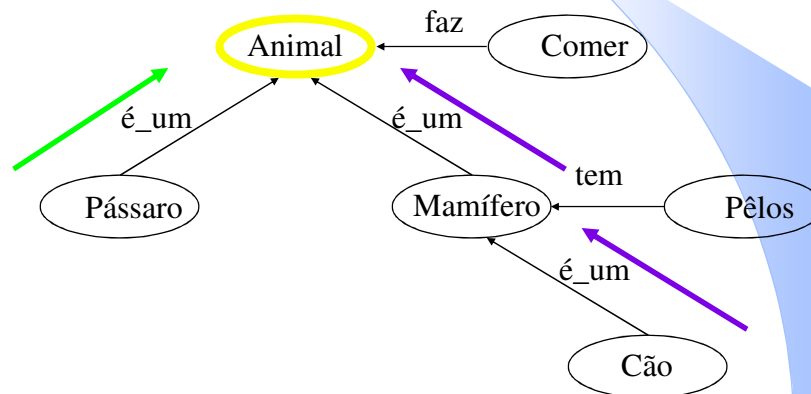 faz
Animal
Comer
é_um
é_um
tem
Pássaro
Mamífero
Pêlos
é_um
Cão